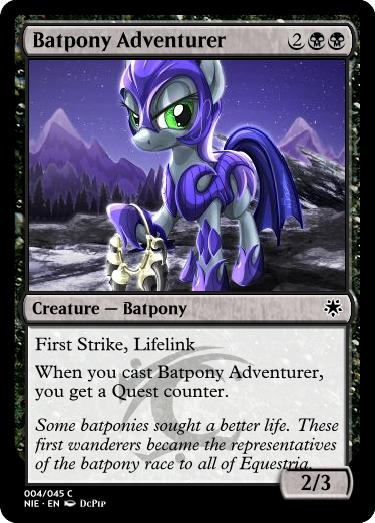 Batpony Adventurer 2
Creature — Batpony
First Strike, Lifelink
When you cast Batpony Adventurer,
you get a Quest counter.
Some batponies sought a better life. These
first wanderers became the representatives
of the batpony race to all of Equestria.
2/3
004/045 C
NIE · EN DcPip